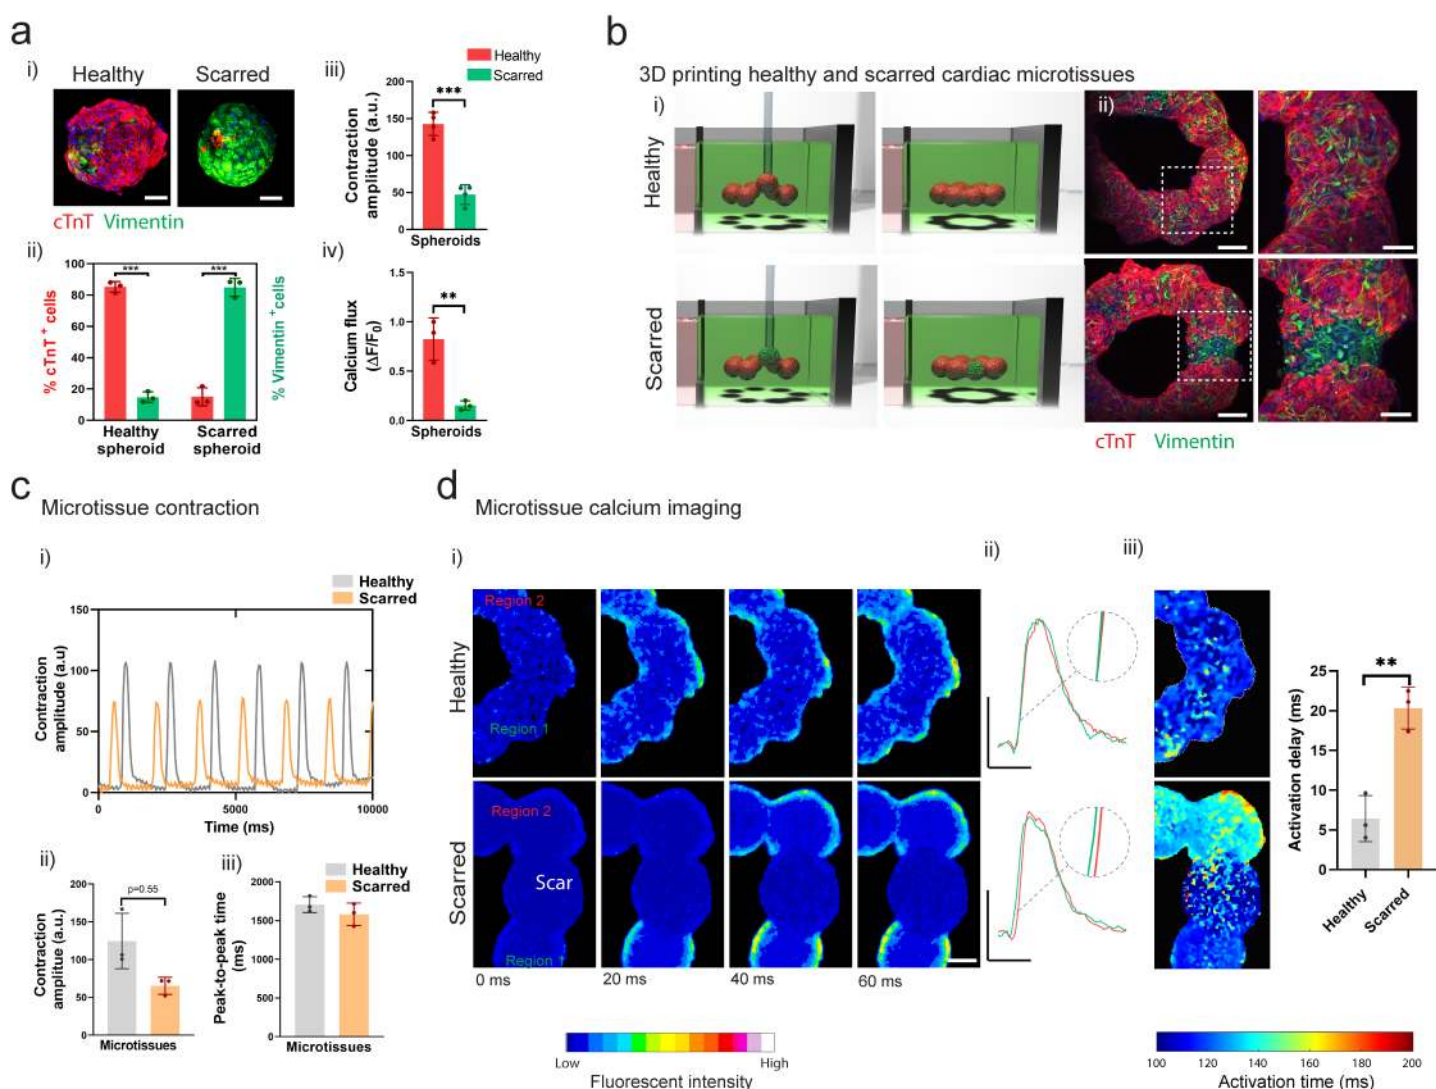 a
i)
Healthy
Scarred
cTnT Vimentin
ii)
100
80
60
40
20
0
% cTnT + cells
% Vimentin + cells
***
***
Healthy
spheroid
Scarred
spheroid
iii)
Healthy
Scarred
200
150
100
50
0
Contraction
amplitude (a.u.)
***
Spheroids
iv)
1.5
1.0
0.5
0.0
Calcium flux
(ΔF/F0)
**
Spheroids
b
3D printing healthy and scarred cardiac microtissues
i)
ii)
Healthy
Scarred
cTnT Vimentin
c
Microtissue contraction
i)
Healthy
Scarred
150
100
50
0
Contraction
amplitude (a.u)
0
5000
10000
Time (ms)
ii)
200
150
100
50
0
Contraction
amplitue (a.u.)
p=0.55
Microtissues
iii)
Healthy
Scarred
2000
1500
1000
500
0
Peak-to-peak time
(ms)
Microtissues
d
Microtissue calcium imaging
i)
ii)
iii)
Healthy
Region 2
Region 1
Scarred
Region 2
Scar
Region 1
0 ms
20 ms
40 ms
60 ms
Low
High
Fluorescent intensity
25
20
15
10
5
0
Activation delay (ms)
**
Healthy
Scarred
100
120
140
160
180
200
Activation time (ms)